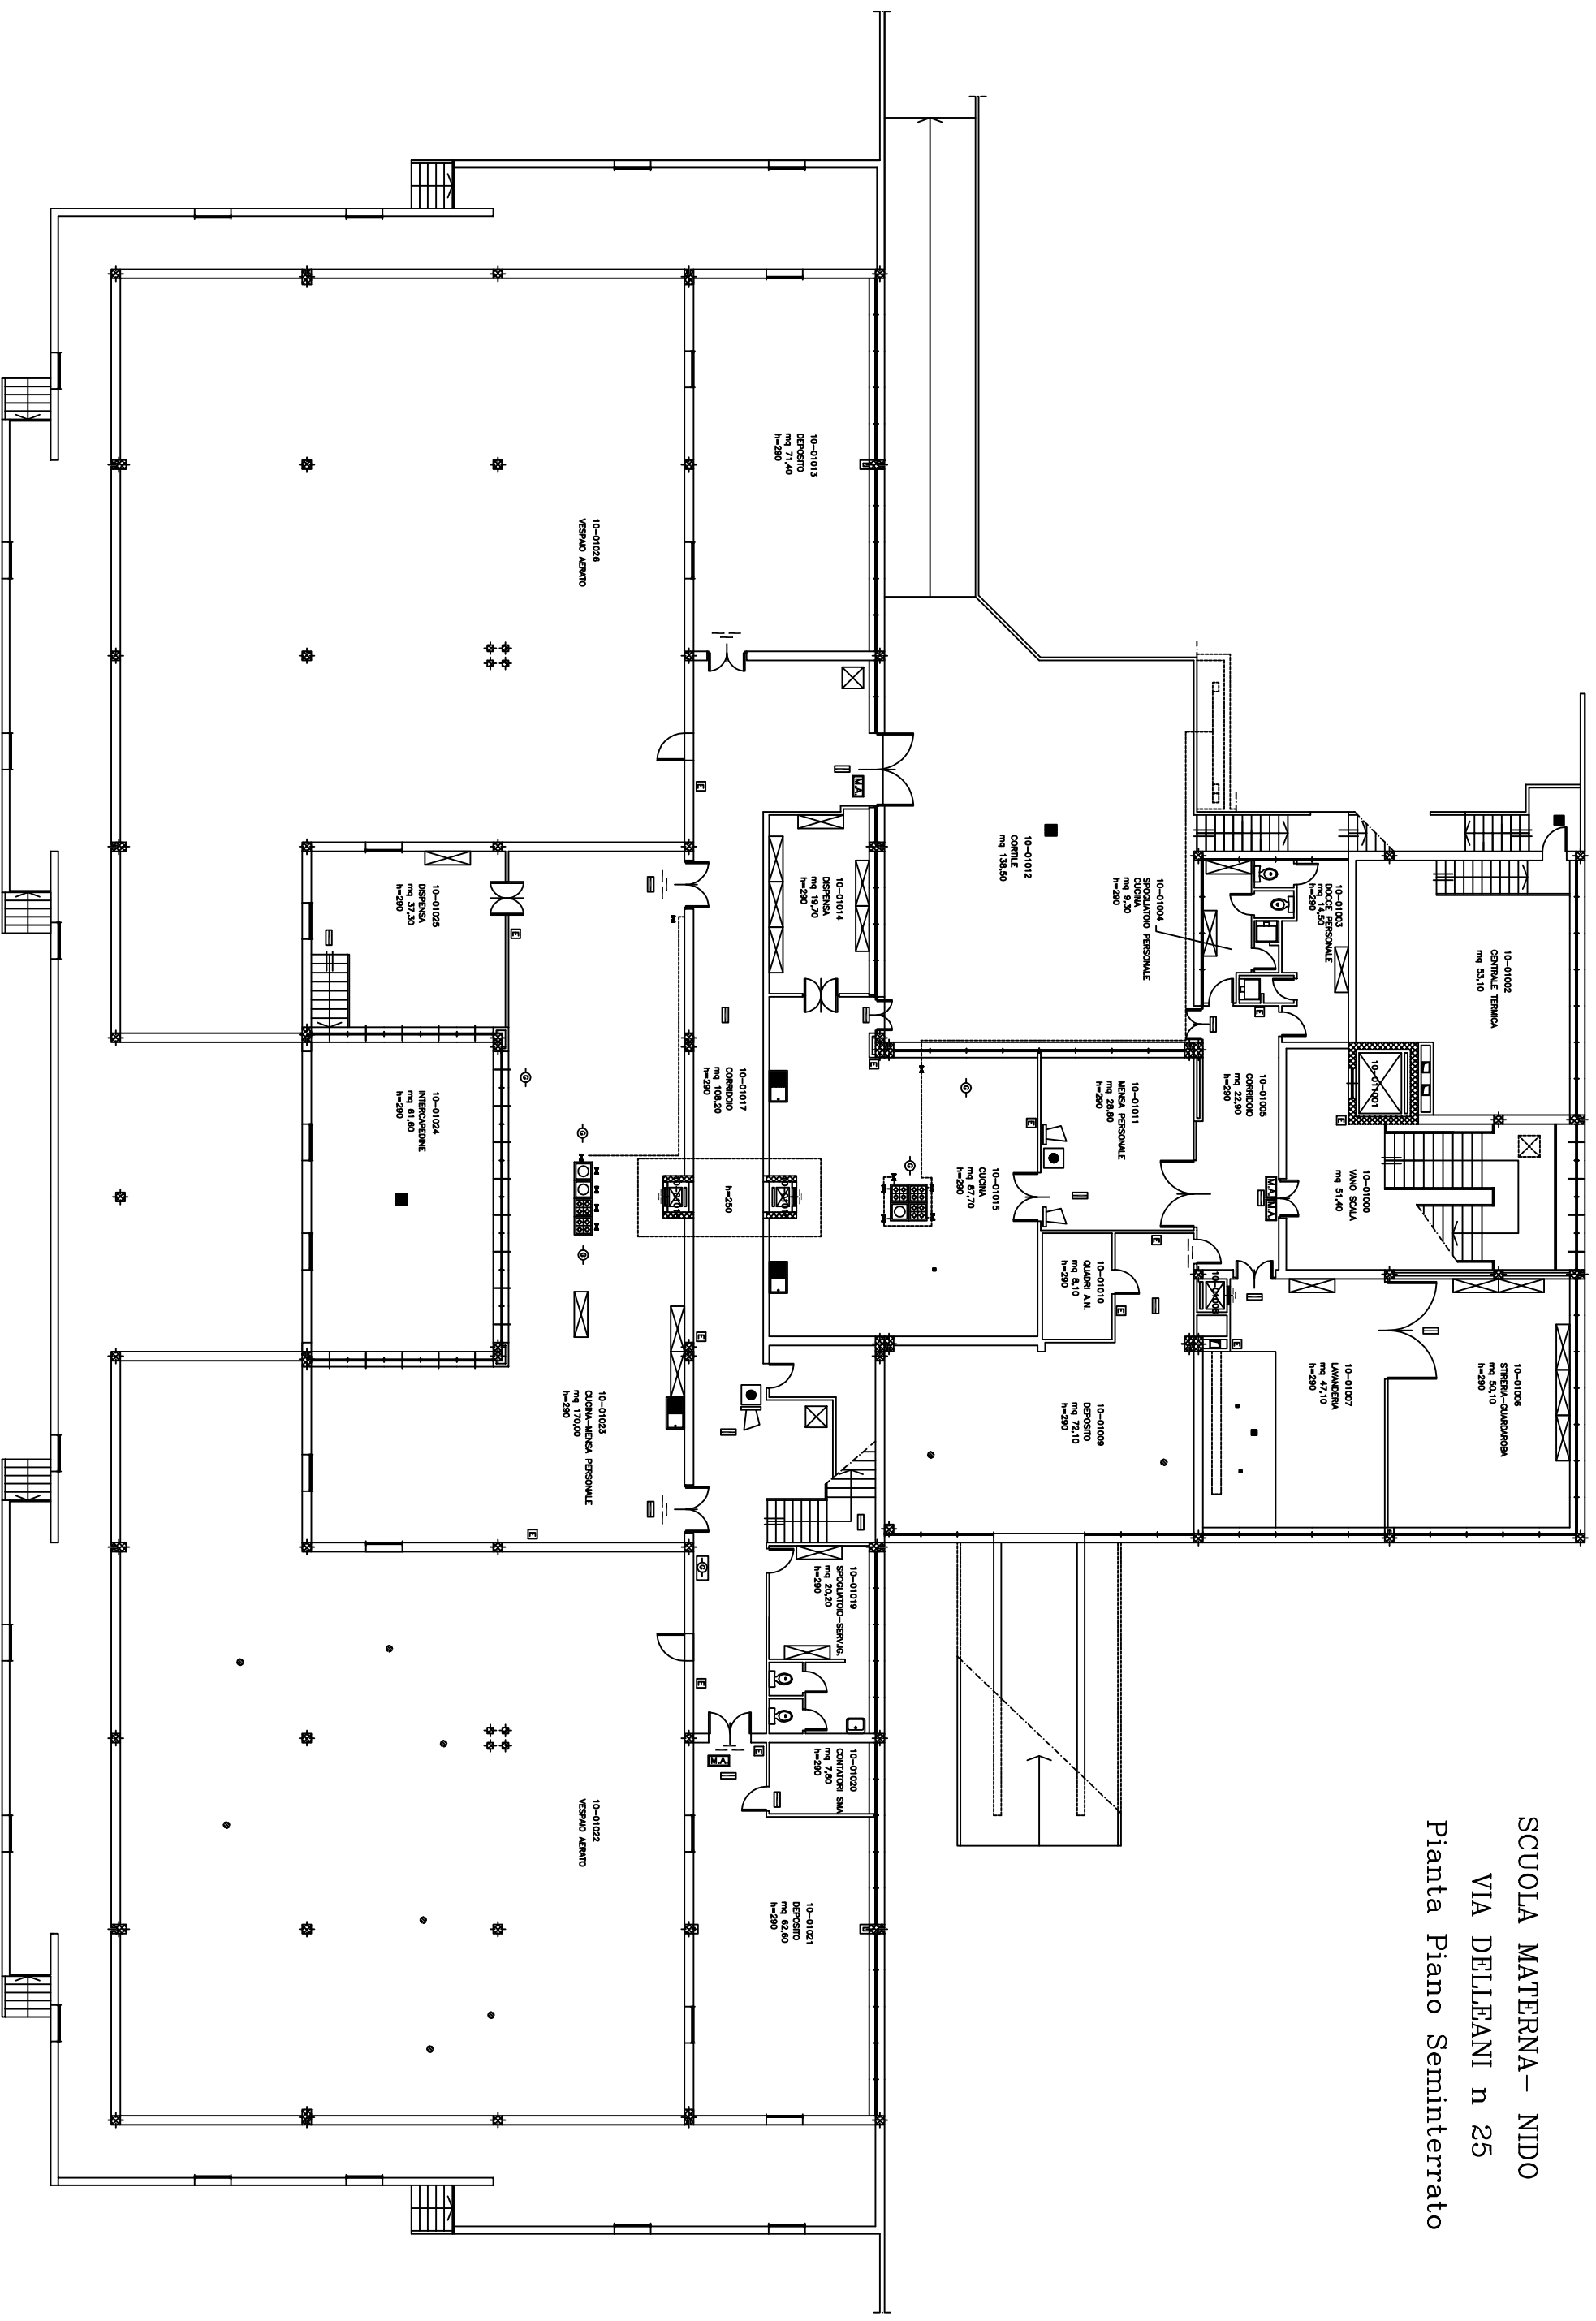 SCUOLA MATERNA- NIDO
VIA DELLEANI n 25
Pianta Piano Seminterrato
10-01002
CENTRALE TERMICA
mq 53,10
10-01003
DOCCE PERSONALE
mq 14,50
h=290
10-01004
SPOGLIATOIO PERSONALE
CUCINA
mq 9,30
h=290
10-011001
10-01000
VANO SCALA
mq 51,40
10-01005
CORRIDOIO
mq 22,90
h=290
M.A.
M.A.
10-01006
STIRERIA-GUARDAROBA
mq 50,10
h=290
10-01007
LAVANDERIA
mq 47,10
h=290
10-01012
CORTILE
mq 138,50
10-01011
MENSA PERSONALE
mq 28,80
h=290
10-01010
QUADRI A.N.
mq 8,10
h=290
10-01009
DEPOSITO
mq 72,10
h=290
10-01015
CUCINA
mq 87,70
h=290
10-01013
DEPOSITO
mq 71,40
h=290
M.A.
10-01014
DISPENSA
mq 19,70
h=290
10-01017
CORRIDOIO
mq 108,20
h=290
h=250
10-01019
SPOGLIATOIO-SERV.IG.
mq 20,20
h=290
10-01020
CONTATORI SMA
mq 7,80
h=290
M.A.
10-01021
DEPOSITO
mq 62,60
h=290
10-01026
VESPAIO AERATO
10-01025
DISPENSA
mq 37,30
h=290
10-01024
INTERCAPEDINE
mq 61,60
h=290
10-01023
CUCINA-MENSA PERSONALE
mq 170,00
h=290
10-01022
VESPAIO AERATO
E
E
E
E
E
E
E
E
E
E
E
E
E
E
G
G
G
G
G
G